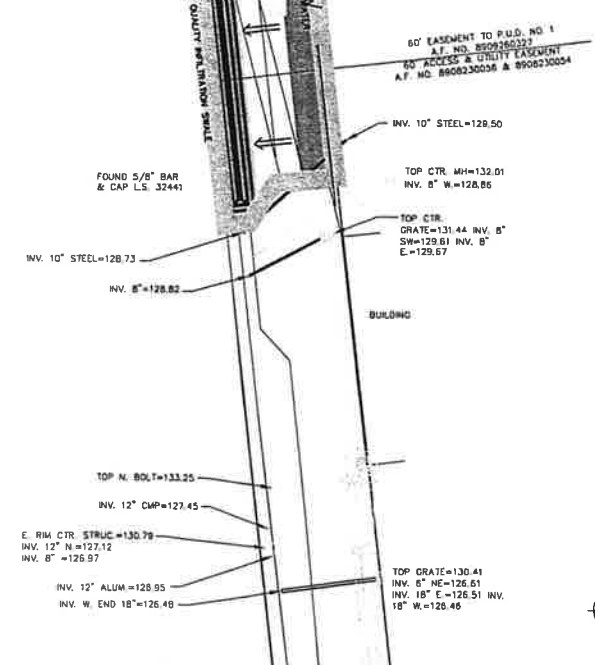 WATER
QUALITY INFILTRATION SWALE
60' EASEMENT TO P.U.D. NO. 1
A.F. NO. 8909260327
60' ACCESS & UTILITY EASEMENT
A.F. NO. 8908230036 & 8908230034
INV. 10" STEEL=129.50
FOUND 5/8" BAR
& CAP L.S. 32441
TOP CTR. MH=132.01
INV. 8" W.=128.86
TOP CTR.
GRATE=131.44 INV. 8"
SW=129.61 INV. 8"
E.=129.67
INV. 10" STEEL=128.73
INV. 8"=128.82
BUILDING
TOP N. BOLT=133.25
INV. 12" CMP=127.45
E. RIM CTR. STRUC.=130.79
INV. 12" N.=127.12
INV. 8" =126.97
INV. 12" ALUM.=126.95
INV. W. END 18"=126.49
TOP GRATE=130.41
INV. 6" NE=126.61
INV. 18" E.=126.51 INV.
18" W.=126.46